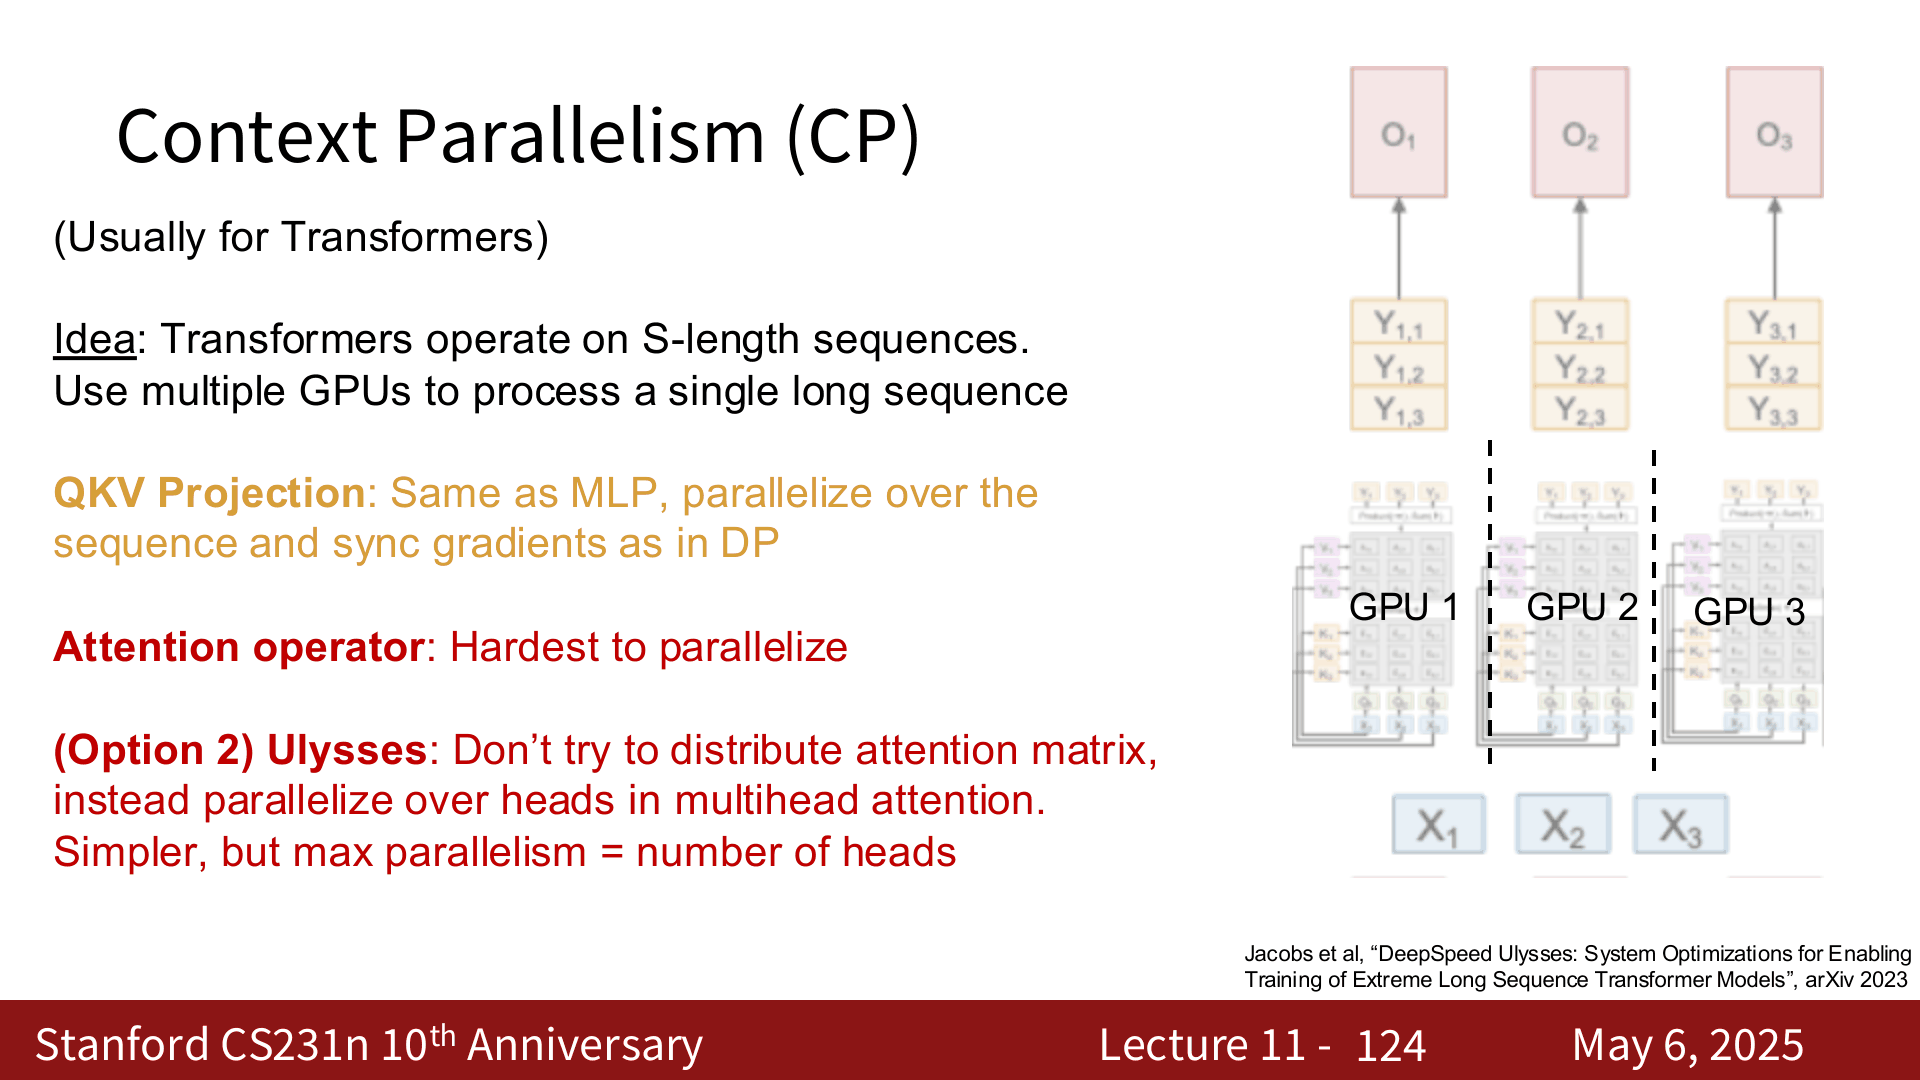 Context Parallelism (CP)
(Usually for Transformers)
Idea: Transformers operate on S-length sequences.
Use multiple GPUs to process a single long sequence
QKV Projection: Same as MLP, parallelize over the
sequence and sync gradients as in DP
Attention operator: Hardest to parallelize
(Option 2) Ulysses: Don’t try to distribute attention matrix,
instead parallelize over heads in multihead attention.
Simpler, but max parallelism = number of heads
O₁ O₂ O₃
Y₁,₁ Y₂,₁ Y₃,₁
Y₁,₂ Y₂,₂ Y₃,₂
Y₁,₃ Y₂,₃ Y₃,₃
GPU 1 GPU 2 GPU 3
X₁ X₂ X₃
Jacobs et al, “DeepSpeed Ulysses: System Optimizations for Enabling
Training of Extreme Long Sequence Transformer Models”, arXiv 2023
Stanford CS231n 10th Anniversary Lecture 11 - 124 May 6, 2025